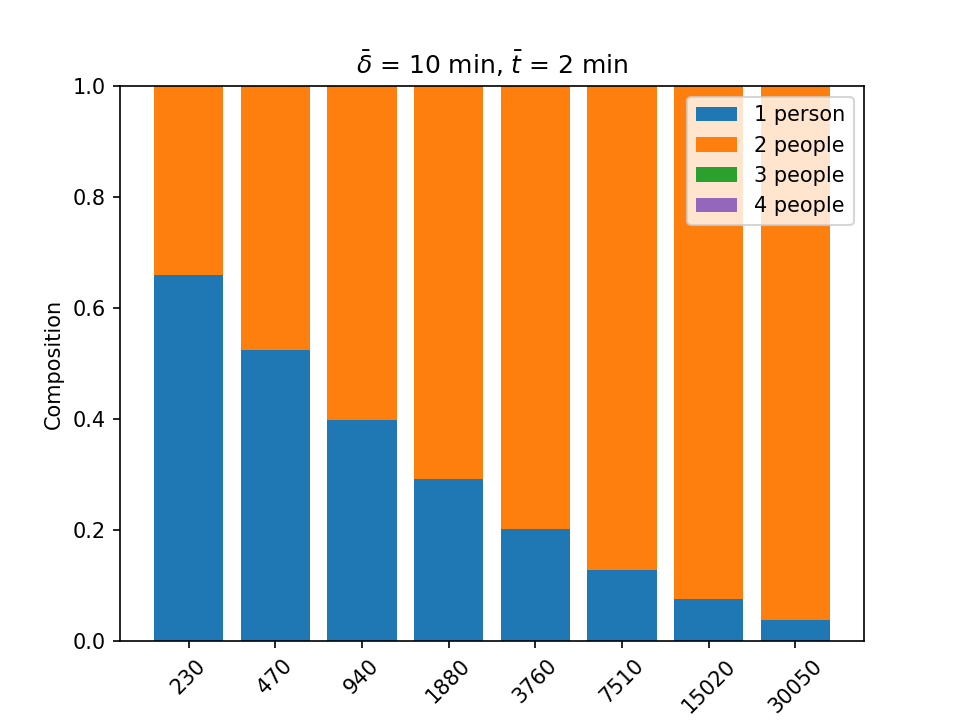 δ̄ = 10 min, t̄ = 2 min
1.0
0.8
0.6
0.4
0.2
0.0
Composition
1 person
2 people
3 people
4 people
230
470
940
1880
3760
7510
15020
30050